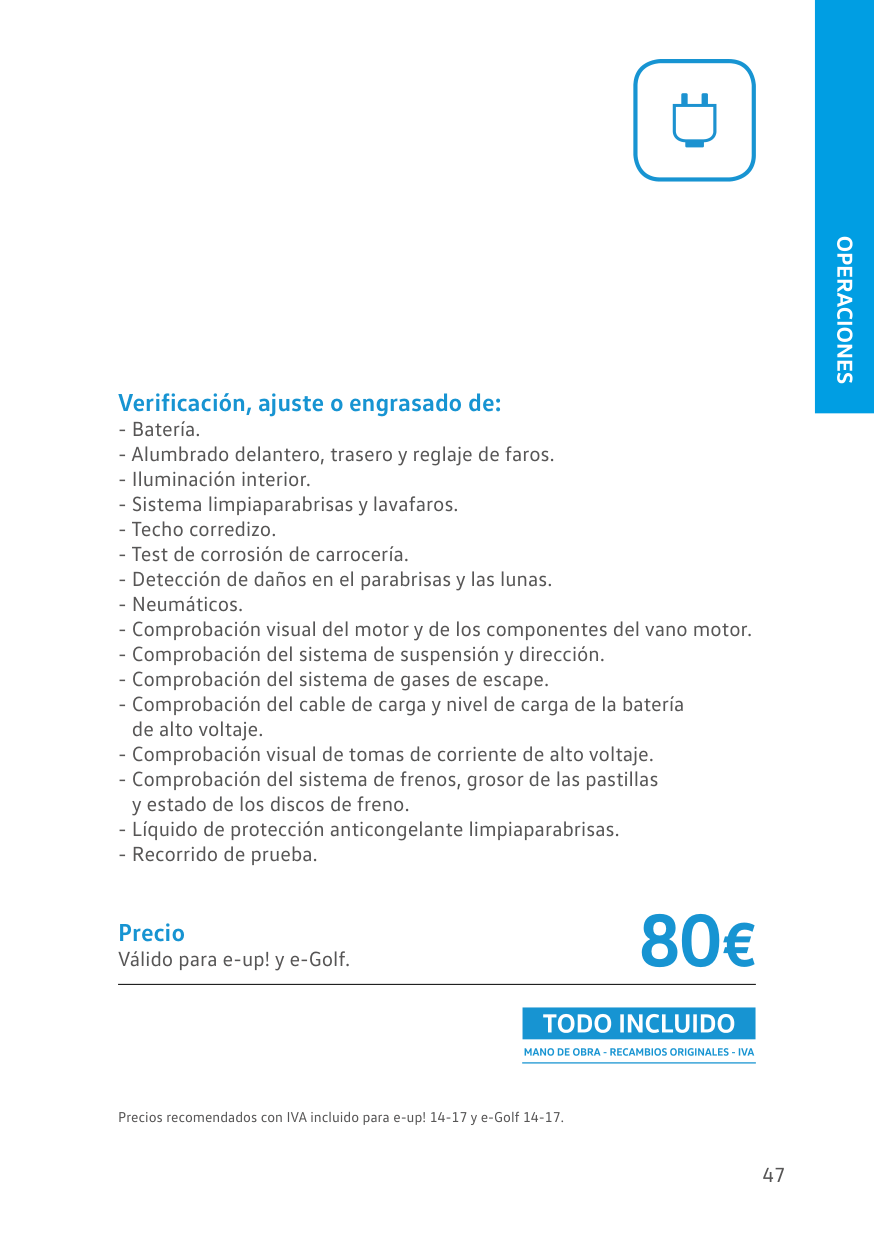 OPERACIONES
Verificación, ajuste o engrasado de:
- Batería.
- Alumbrado delantero, trasero y reglaje de faros.
- Iluminación interior.
- Sistema limpiaparabrisas y lavafaros.
- Techo corredizo.
- Test de corrosión de carrocería.
- Detección de daños en el parabrisas y las lunas.
- Neumáticos.
- Comprobación visual del motor y de los componentes del vano motor.
- Comprobación del sistema de suspensión y dirección.
- Comprobación del sistema de gases de escape.
- Comprobación del cable de carga y nivel de carga de la batería
de alto voltaje.
- Comprobación visual de tomas de corriente de alto voltaje.
- Comprobación del sistema de frenos, grosor de las pastillas
y estado de los discos de freno.
- Líquido de protección anticongelante limpiaparabrisas.
- Recorrido de prueba.
Precio
Válido para e-up! y e-Golf.
80€
TODO INCLUIDO
MANO DE OBRA - RECAMBIOS ORIGINALES - IVA
Precios recomendados con IVA incluido para e-up! 14-17 y e-Golf 14-17.
47